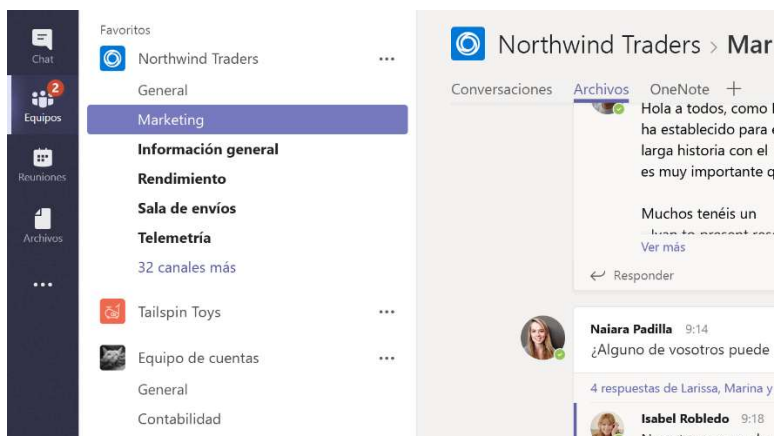 Chat
2
Equipos
Reuniones
Archivos
Favoritos
Northwind Traders
General
Marketing
Información general
Rendimiento
Sala de envíos
Telemetría
32 canales más
Tailspin Toys
Equipo de cuentas
General
Contabilidad
Northwind Traders > Mar
Conversaciones Archivos OneNote +
Hola a todos, como
ha establecido para
larga historia con el
es muy importante q
Muchos tenéis un
Ver más
Responder
Naiara Padilla 9:14
¿Alguno de vosotros puede
4 respuestas de Larissa, Marina y
Isabel Robledo 9:18